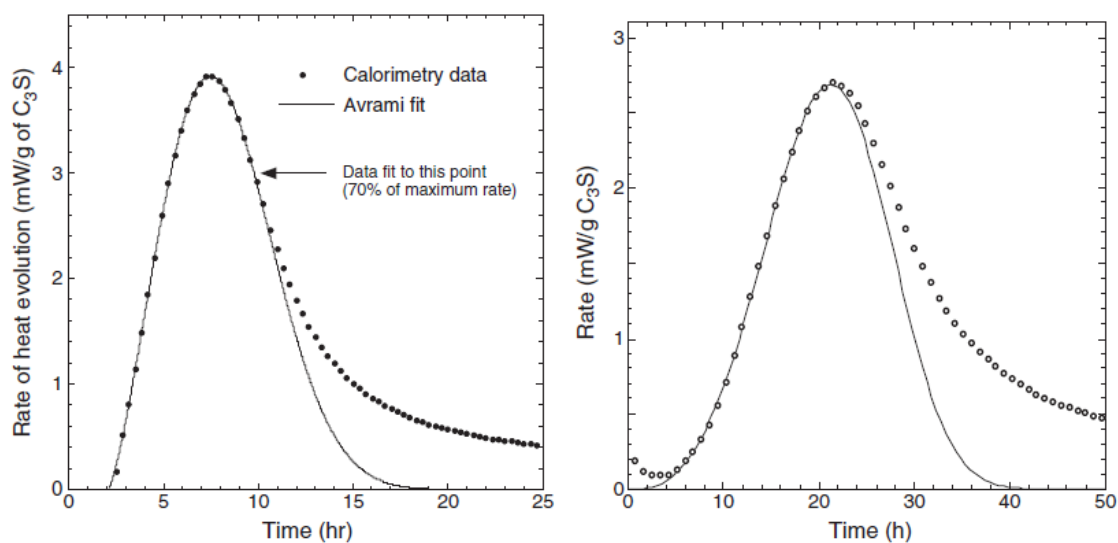 Rate of heat evolution (mW/g of C₃S)
4
3
2
1
0
Calorimetry data
Avrami fit
Data fit to this point
(70% of maximum rate)
0 5 10 15 20 25
Time (hr)
Rate (mW/g C₃S)
3
2
1
0
0 10 20 30 40 50
Time (h)